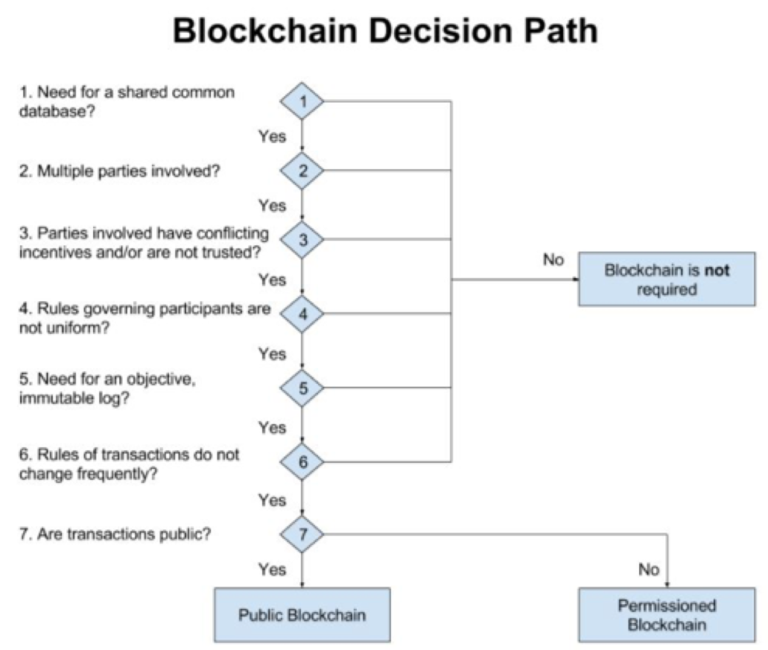 Blockchain Decision Path
1. Need for a shared common
database?
1
Yes
2. Multiple parties involved?
2
Yes
3. Parties involved have conflicting
incentives and/or are not trusted?
3
No
Blockchain is not
required
Yes
4. Rules governing participants are
not uniform?
4
Yes
5. Need for an objective,
immutable log?
5
Yes
6. Rules of transactions do not
change frequently?
6
Yes
7. Are transactions public?
7
Yes
No
Public Blockchain
Permissioned
Blockchain